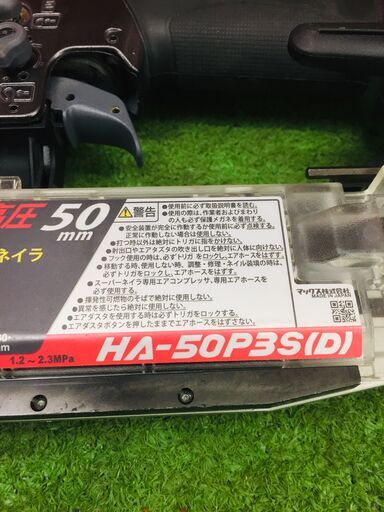 高圧50
mm
ネイラ
⚠警告
●使用前に必ず取扱説明書を読む。
●使用の際は、作業者およびまわりの人も必ず保護メガネを着用する。
●安全装置が完全に作動するか使用前に必ず点検する。
正常に作動しない場合は使用しない。
●打つ時以外は絶対にトリガに指をかけない。
●射出口やエアダスタの吹き出し口を絶対に人体に向けない。
●フック使用の時は、必ずトリガをロックし、エアホースをはずす。
●移動する時、使用しない時、調整・修理・ネイル装填の時は、
必ずトリガをロックし、エアホースをはずす。
●スーパーネイラ専用エアコンプレッサ、専用エアホースを
必ず使用する。
●揮発性可燃物のそばで絶対に使用しない。
●異常を感じたら絶対に使用しない。
●エアダスタを使用する時は必ずトリガをロックする。
●エアダスタボタンを押したままでエアホースをはずさない。
マックス株式会社
MADE IN JAPAN
1.2～2.3MPa
HA-50P3S(D)